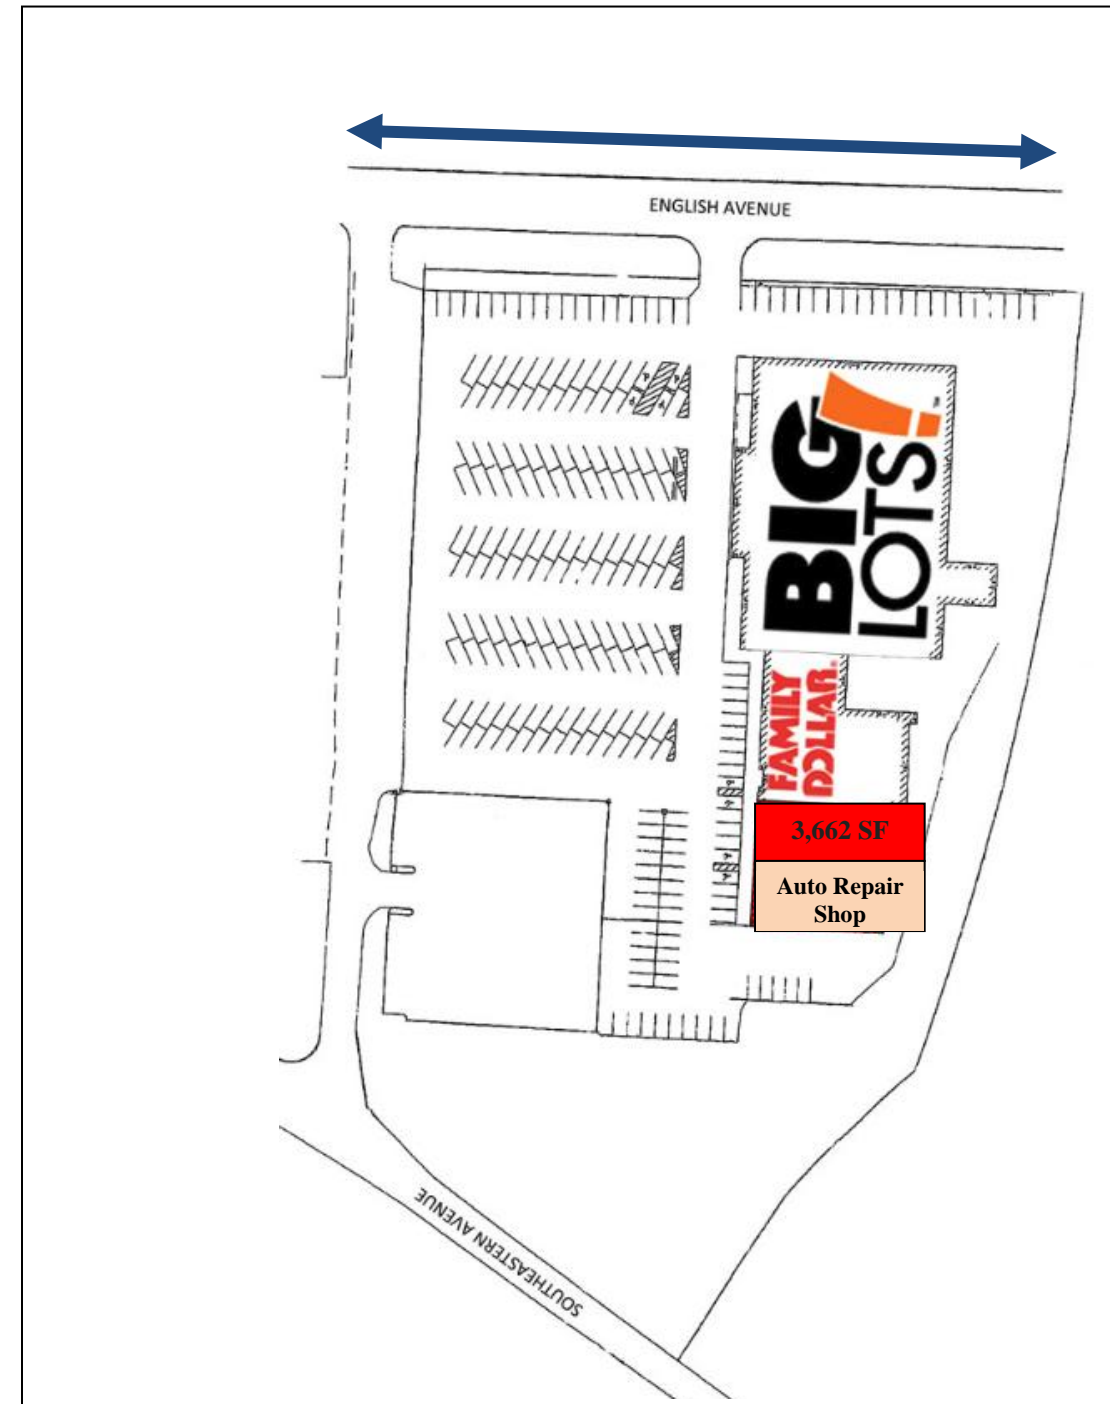 ENGLISH AVENUE
BIG
LOTS!
FAMILY
DOLLAR.
3,662 SF
Auto Repair
Shop
SOUTHEASTERN AVENUE